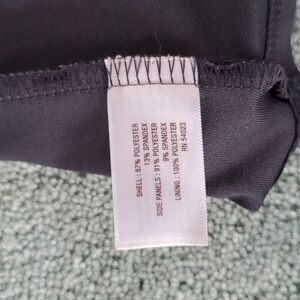 SHELL : 87% POLYESTER
13% SPANDEX
SIDE PANELS : 91% POLYESTER
9% SPANDEX
LINING : 100% POLYESTER
RN 54023